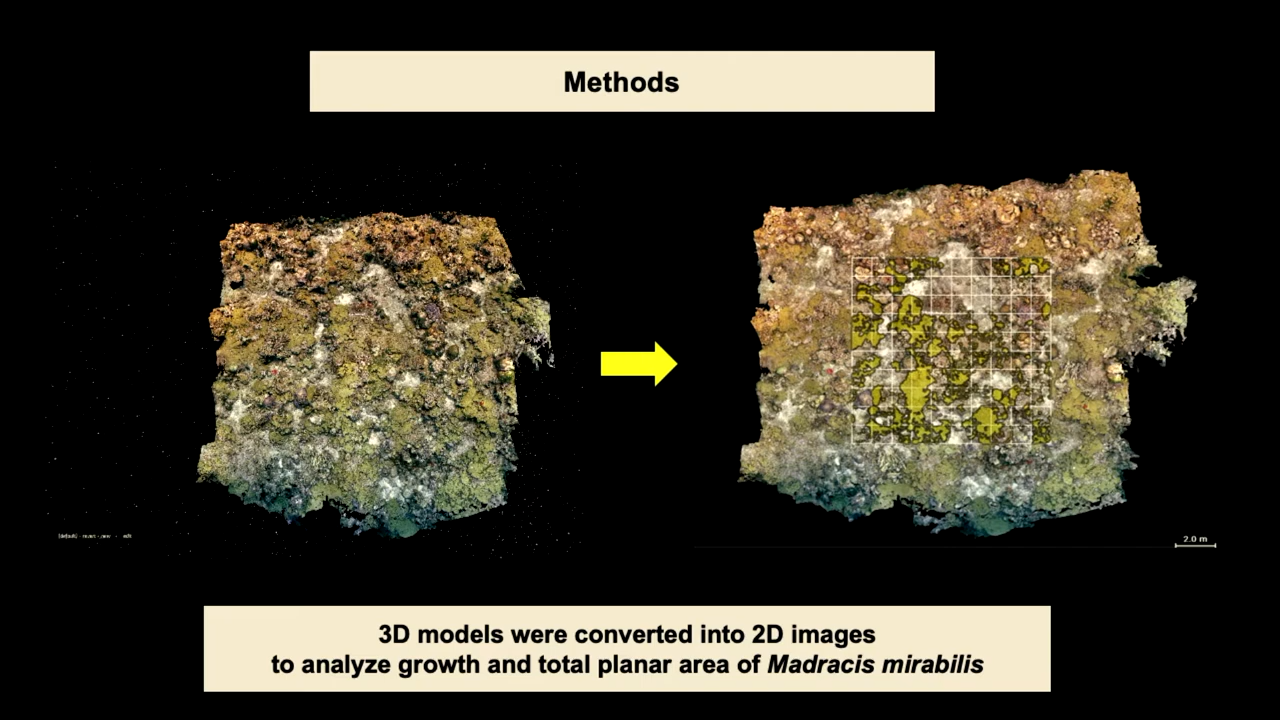 Methods
2.0 m
3D models were converted into 2D images
to analyze growth and total planar area of Madracis mirabilis